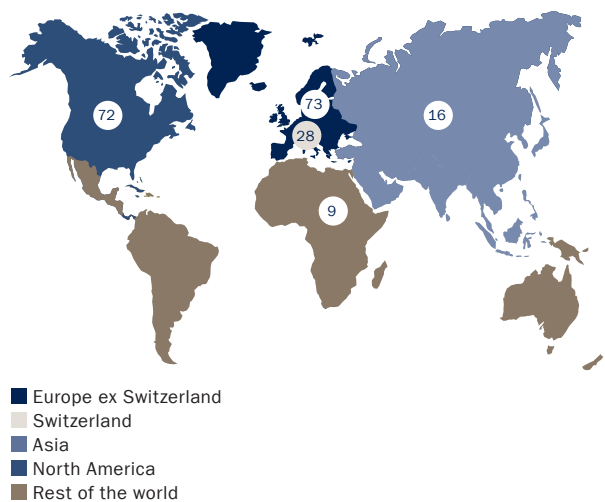 73
72
16
28
9
Europe ex Switzerland
Switzerland
Asia
North America
Rest of the world